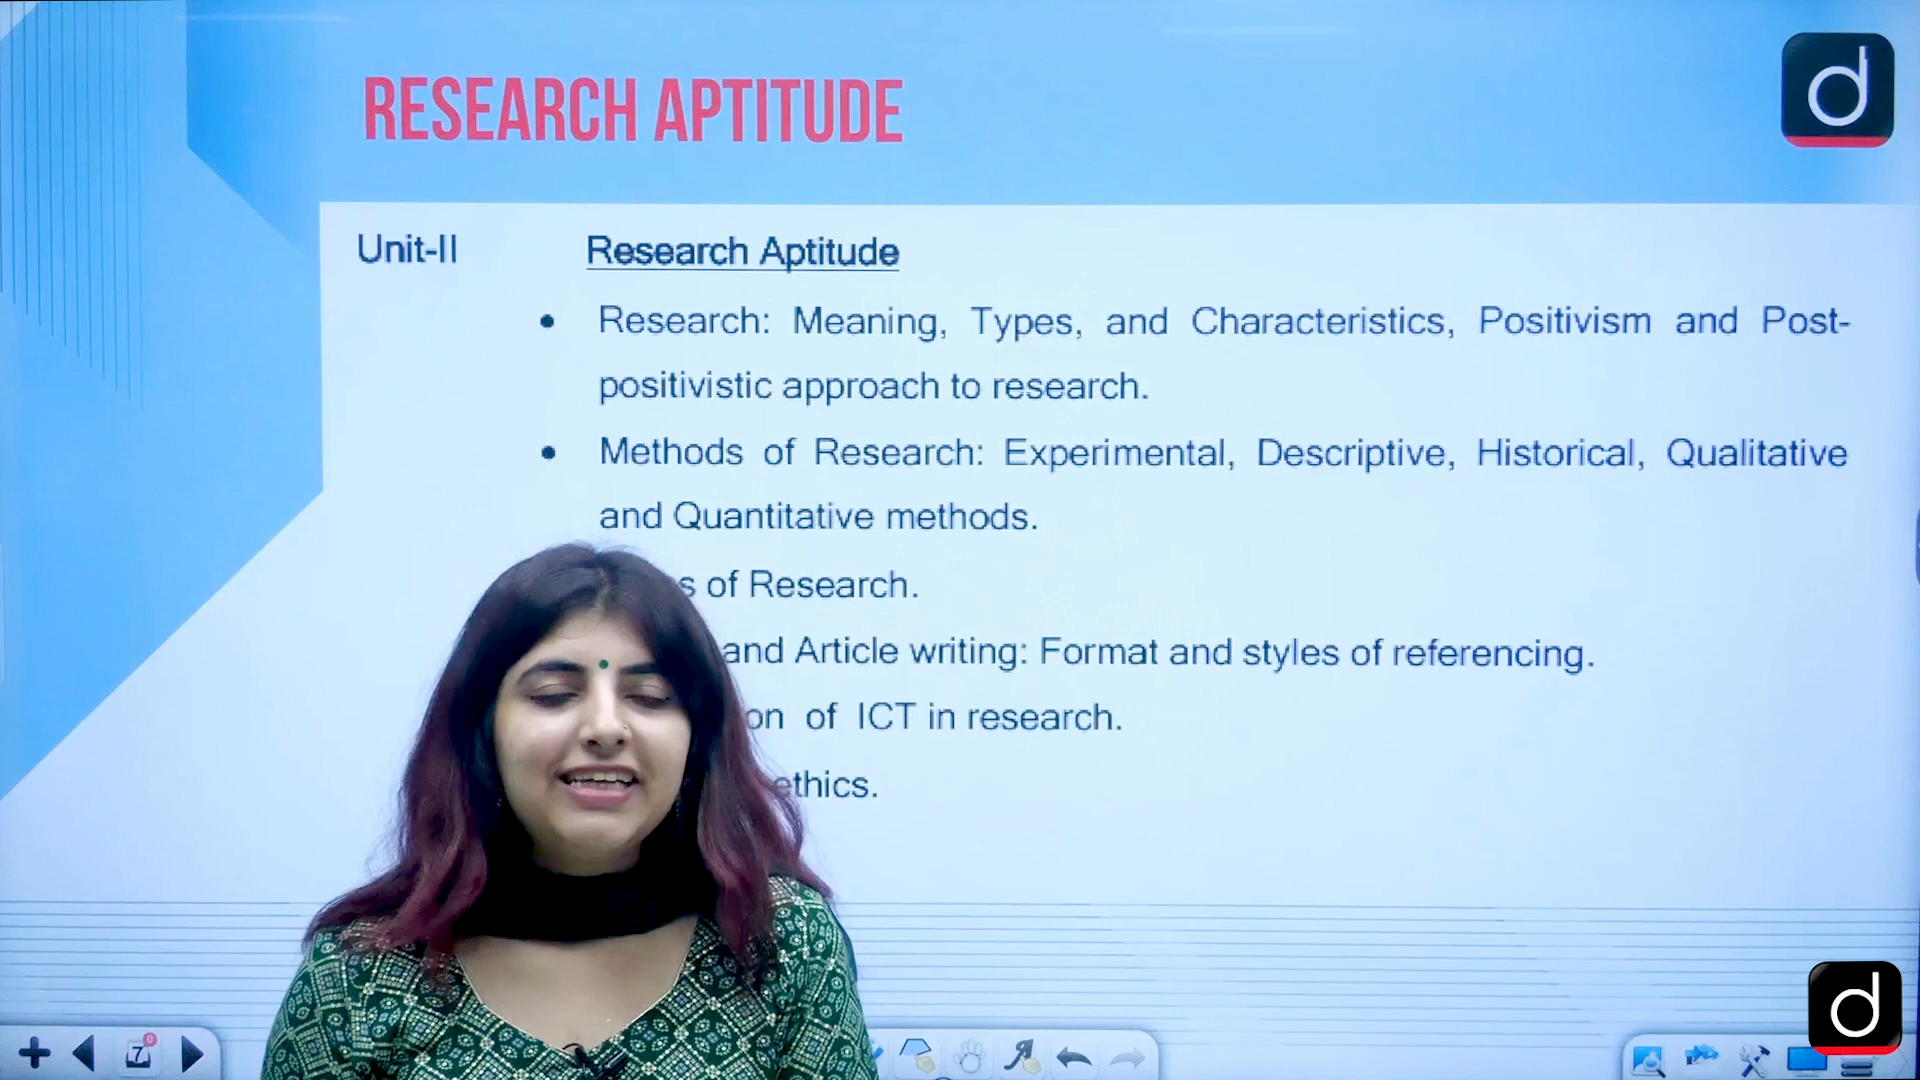 RESEARCH APTITUDE
d
Unit-II
Research Aptitude
• Research: Meaning, Types, and Characteristics, Positivism and Post-
positivistic approach to research.
• Methods of Research: Experimental, Descriptive, Historical, Qualitative
and Quantitative methods.
of Research.
and Article writing: Format and styles of referencing.
of ICT in research.
ethics.
7
0
d